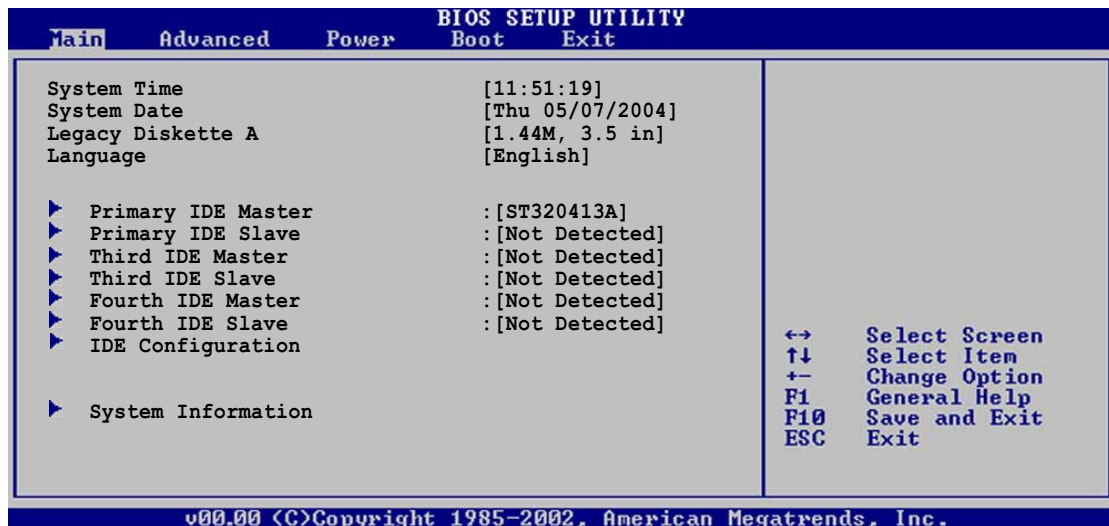 BIOS SETUP UTILITY
Main Advanced Power Boot Exit
System Time [11:51:19]
System Date [Thu 05/07/2004]
Legacy Diskette A [1.44M, 3.5 in]
Language [English]
Primary IDE Master :[ST320413A]
Primary IDE Slave :[Not Detected]
Third IDE Master :[Not Detected]
Third IDE Slave :[Not Detected]
Fourth IDE Master :[Not Detected]
Fourth IDE Slave :[Not Detected]
IDE Configuration
System Information
↔ Select Screen
↑↓ Select Item
+- Change Option
F1 General Help
F10 Save and Exit
ESC Exit
v00.00 (C)Copyright 1985-2002, American Megatrends, Inc.